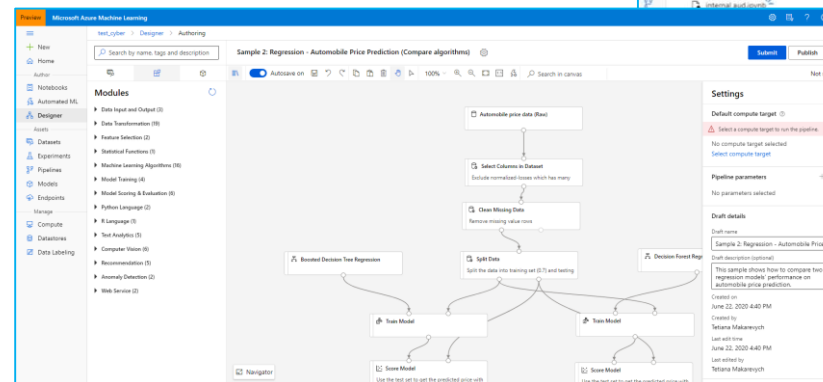 internal aud.ipynb
Preview Microsoft Azure Machine Learning
test_cyber > Designer > Authoring
New
Home
Author
Notebooks
Automated ML
Designer
Assets
Datasets
Experiments
Pipelines
Models
Endpoints
Manage
Compute
Datastores
Data Labeling
Search by name, tags and description
Modules
Data Input and Output (3)
Data Transformation (19)
Feature Selection (2)
Statistical Functions (1)
Machine Learning Algorithms (18)
Model Training (4)
Model Scoring & Evaluation (6)
Python Language (2)
R Language (1)
Text Analytics (5)
Computer Vision (6)
Recommendation (5)
Anomaly Detection (2)
Web Service (2)
Sample 2: Regression - Automobile Price Prediction (Compare algorithms)
Submit Publish
Autosave on 100% Search in canvas
Not
Automobile price data (Raw)
Select Columns in Dataset
Exclude normalized losses which has many
Clean Missing Data
Remove missing value rows
Boosted Decision Tree Regression
Split Data
Split the data into training set (0.7) and testing
Decision Forest Regr
Train Model
Train Model
Score Model
Use the test set to get the predicted price with
Score Model
Use the test set to get the predicted price with
Navigator
Settings
Default compute target
Select a compute target to run the pipeline.
No compute target selected
Select compute target
Pipeline parameters
No parameters selected
Draft details
Draft name
Sample 2: Regression - Automobile Price
Draft description (optional)
This sample shows how to compare two
regression models' performance on
automobile price prediction.
Created on
June 22, 2020 4:40 PM
Created by
Tetiana Makarevych
Last edit time
June 22, 2020 4:40 PM
Last edited by
Tetiana Makarevych